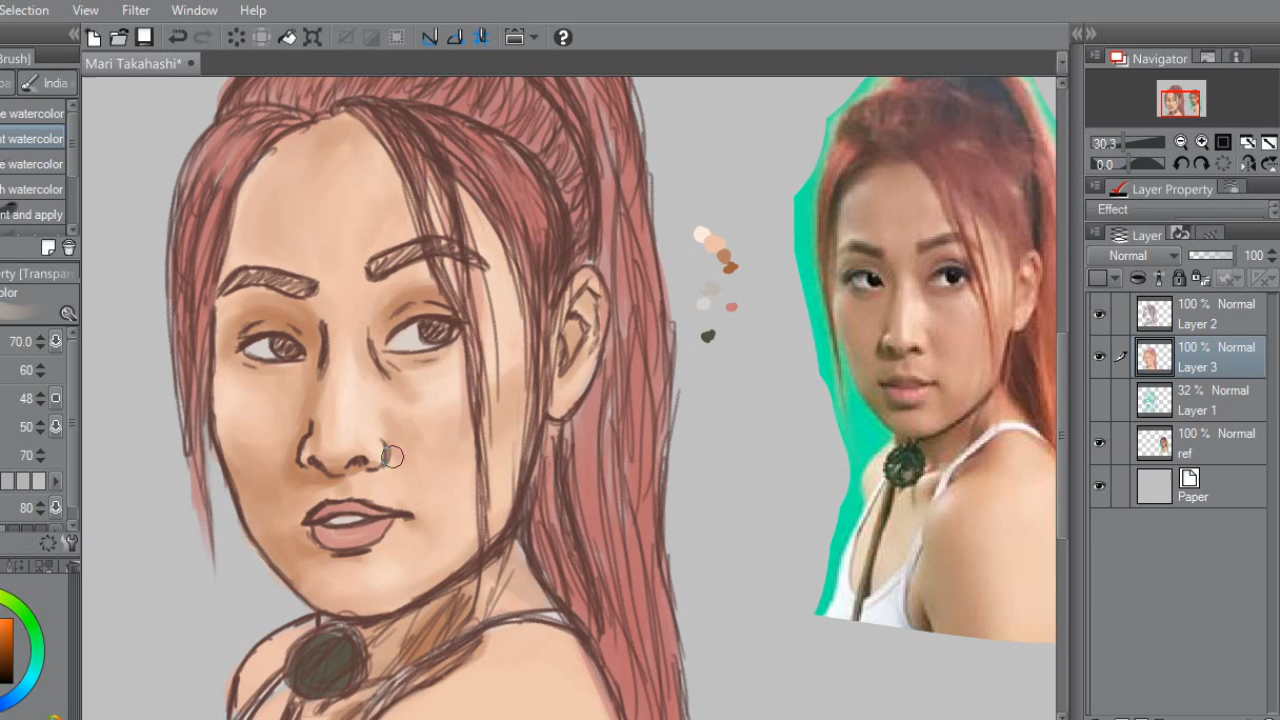 Selection View Filter Window Help
Brush]
Mari Takahashi*
India
e watercolor
nt watercolor
e watercolor
h watercolor
nt and apply
rty [Transpar
olor
70.0
60
48
50
70
80
Navigator
30.3
0.0
Layer Property
Effect
Layer
Normal 100
100 % Normal
Layer 2
100 % Normal
Layer 3
32 % Normal
Layer 1
100 % Normal
ref
Paper